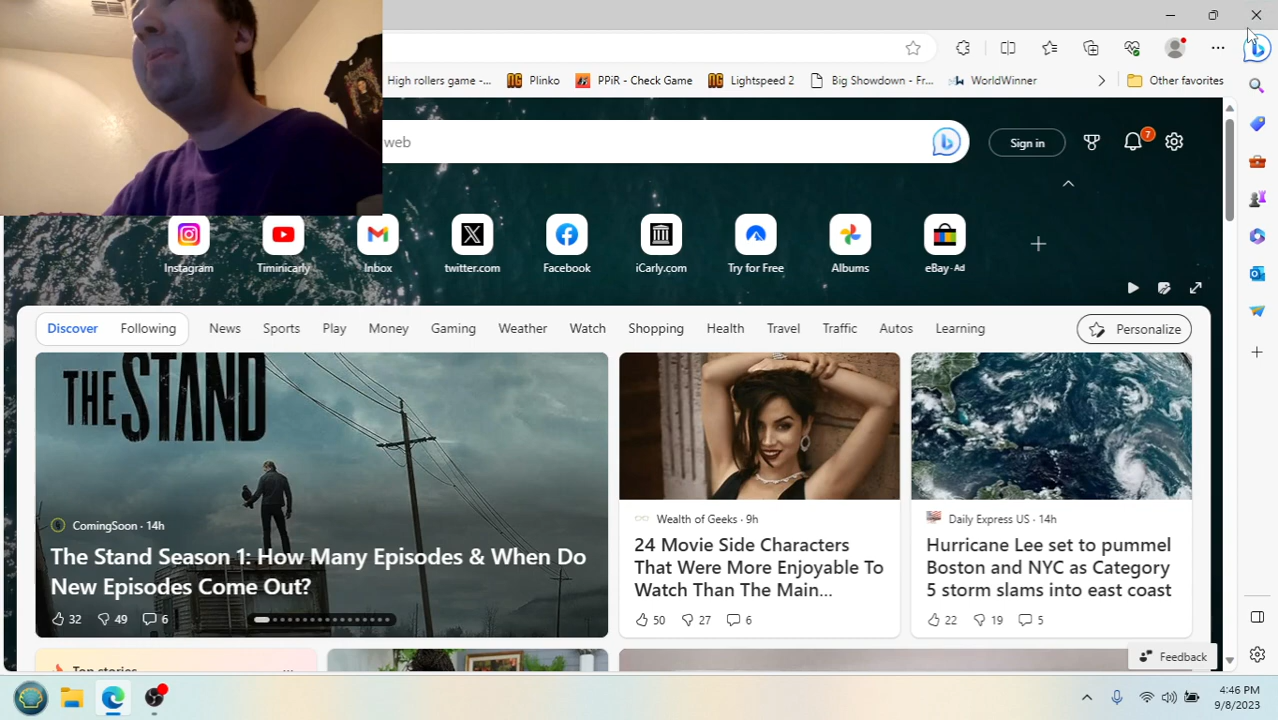 High rollers game -...
Plinko
PPiR - Check Game
Lightspeed 2
Big Showdown - Fr...
WorldWinner
Other favorites
web
Sign in
7
Instagram
Timinicarly
Inbox
twitter.com
Facebook
iCarly.com
Try for Free
Albums
eBay · Ad
Discover
Following
News
Sports
Play
Money
Gaming
Weather
Watch
Shopping
Health
Travel
Traffic
Autos
Learning
Personalize
THE STAND
ComingSoon · 14h
The Stand Season 1: How Many Episodes & When Do
New Episodes Come Out?
32
49
6
Wealth of Geeks · 9h
24 Movie Side Characters
That Were More Enjoyable To
Watch Than The Main...
50
27
6
Daily Express US · 14h
Hurricane Lee set to pummel
Boston and NYC as Category
5 storm slams into east coast
22
19
5
Top stories
Feedback
4:46 PM
9/8/2023